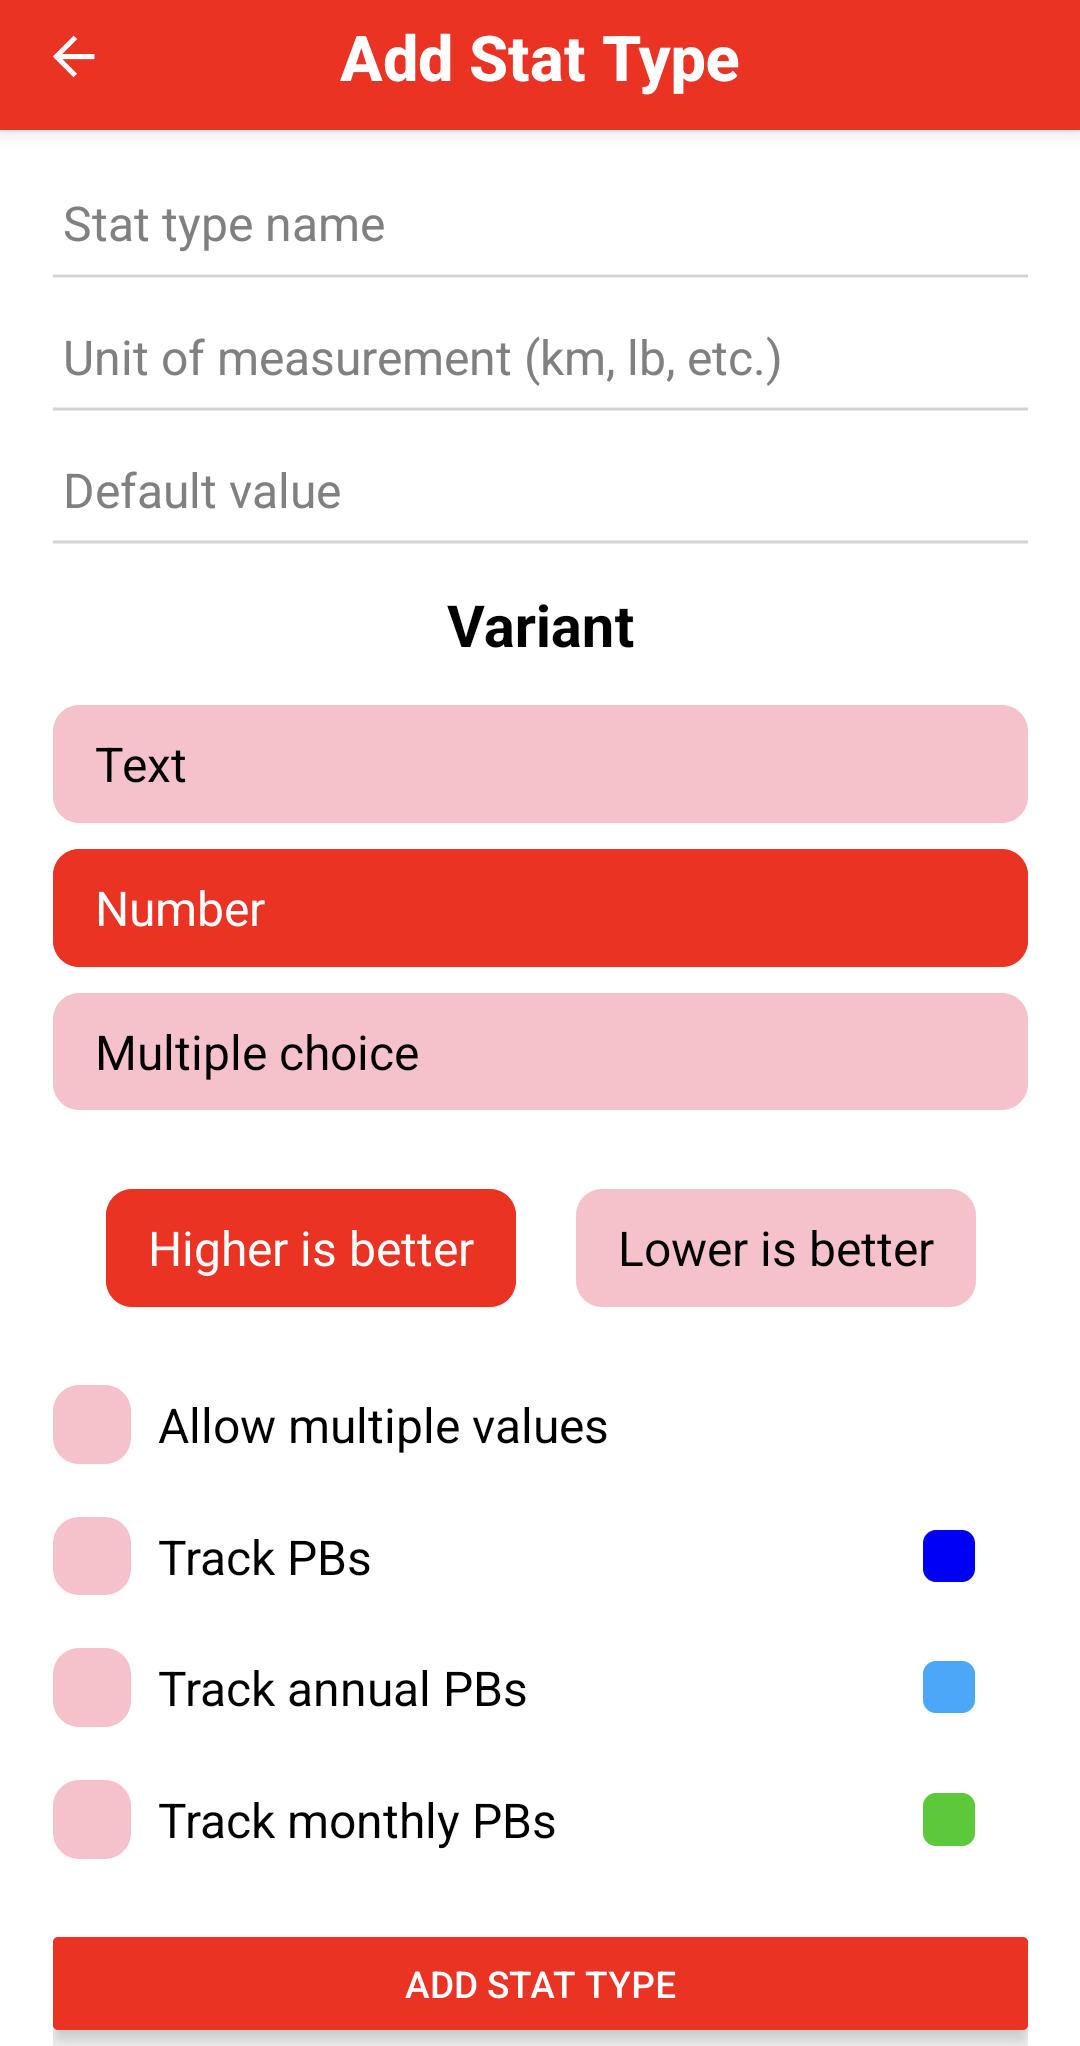 Add Stat Type
Stat type name
Unit of measurement (km, lb, etc.)
Default value
Variant
Text
Number
Multiple choice
Higher is better
Lower is better
Allow multiple values
Track PBs
Track annual PBs
Track monthly PBs
ADD STAT TYPE